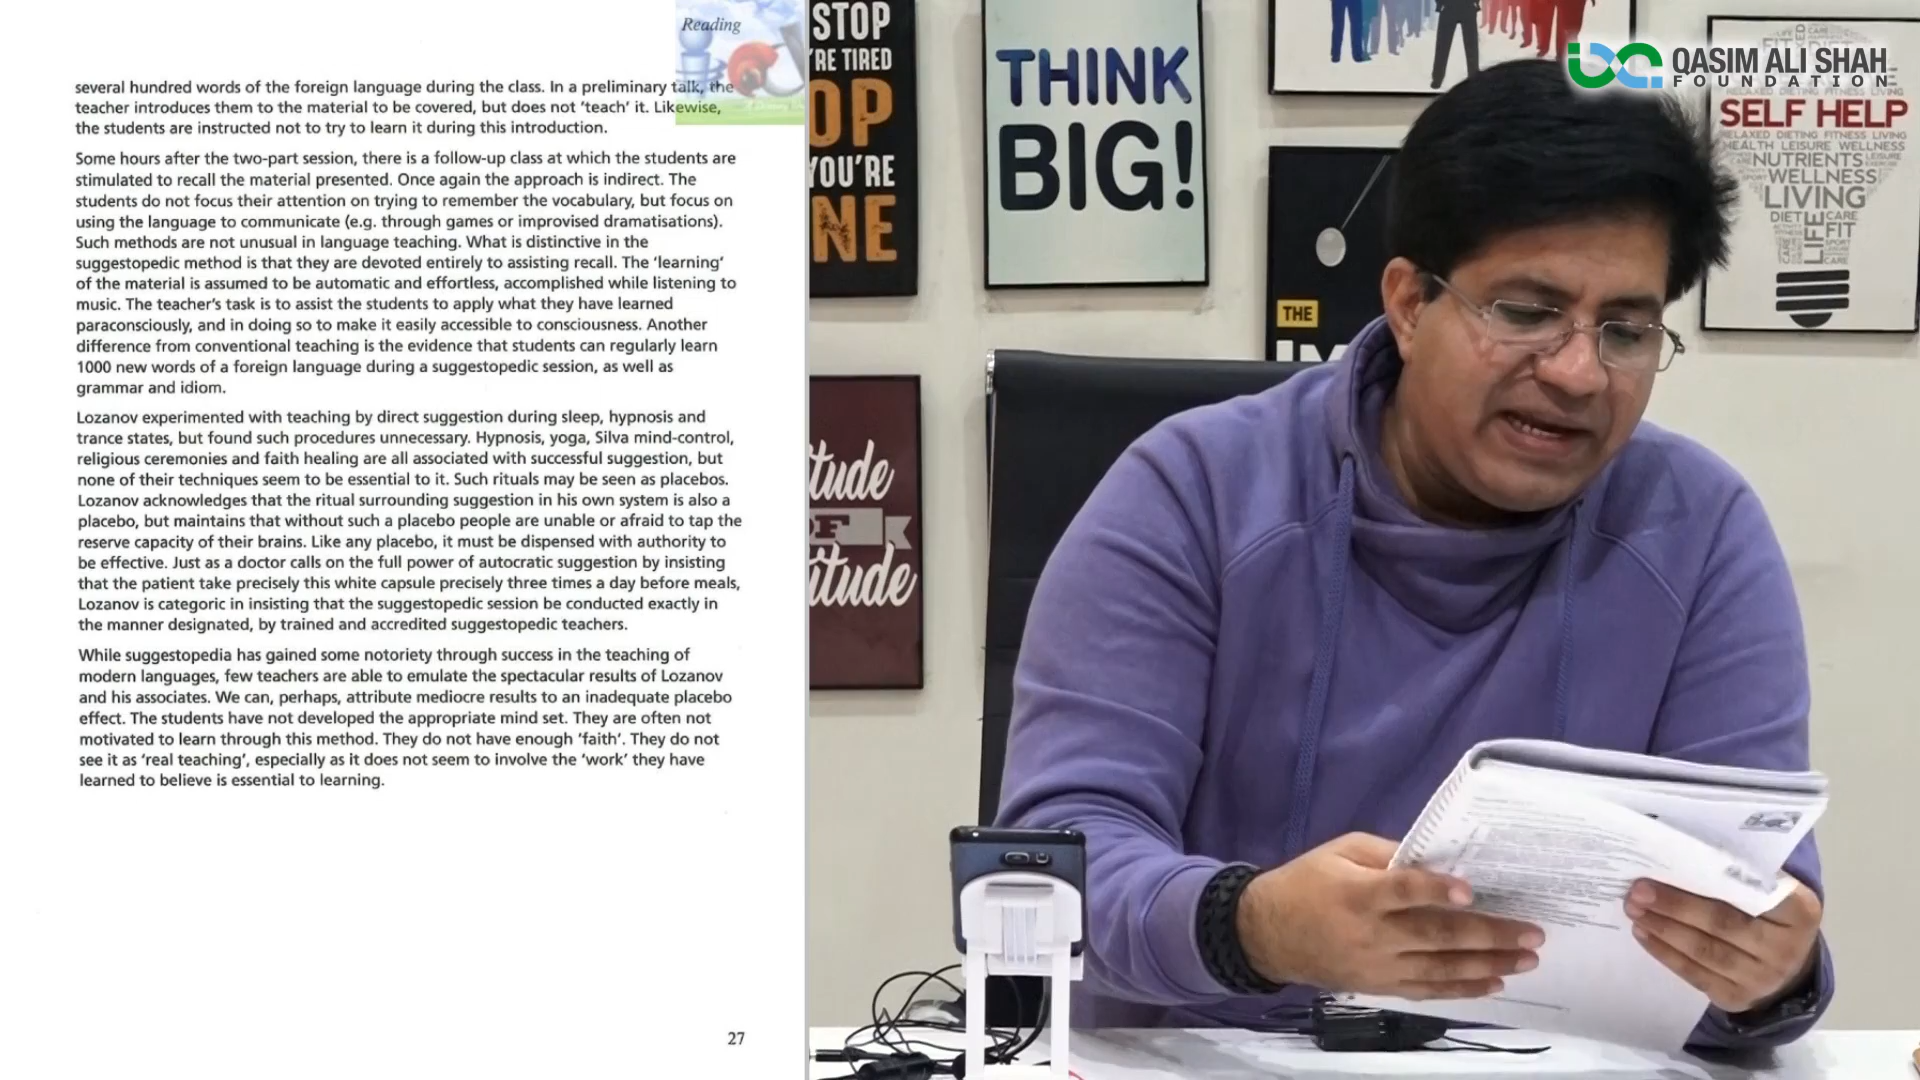 Reading
several hundred words of the foreign language during the class. In a preliminary talk, the
teacher introduces them to the material to be covered, but does not 'teach' it. Likewise,
the students are instructed not to try to learn it during this introduction.
Some hours after the two-part session, there is a follow-up class at which the students are
stimulated to recall the material presented. Once again the approach is indirect. The
students do not focus their attention on trying to remember the vocabulary, but focus on
using the language to communicate (e.g. through games or improvised dramatisations).
Such methods are not unusual in language teaching. What is distinctive in the
suggestopedic method is that they are devoted entirely to assisting recall. The 'learning'
of the material is assumed to be automatic and effortless, accomplished while listening to
music. The teacher's task is to assist the students to apply what they have learned
paraconsciously, and in doing so to make it easily accessible to consciousness. Another
difference from conventional teaching is the evidence that students can regularly learn
1000 new words of a foreign language during a suggestopedic session, as well as
grammar and idiom.
Lozanov experimented with teaching by direct suggestion during sleep, hypnosis and
trance states, but found such procedures unnecessary. Hypnosis, yoga, Silva mind-control,
religious ceremonies and faith healing are all associated with successful suggestion, but
none of their techniques seem to be essential to it. Such rituals may be seen as placebos.
Lozanov acknowledges that the ritual surrounding suggestion in his own system is also a
placebo, but maintains that without such a placebo people are unable or afraid to tap the
reserve capacity of their brains. Like any placebo, it must be dispensed with authority to
be effective. Just as a doctor calls on the full power of autocratic suggestion by insisting
that the patient take precisely this white capsule precisely three times a day before meals,
Lozanov is categoric in insisting that the suggestopedic session be conducted exactly in
the manner designated, by trained and accredited suggestopedic teachers.
While suggestopedia has gained some notoriety through success in the teaching of
modern languages, few teachers are able to emulate the spectacular results of Lozanov
and his associates. We can, perhaps, attribute mediocre results to an inadequate placebo
effect. The students have not developed the appropriate mind set. They are often not
motivated to learn through this method. They do not have enough 'faith'. They do not
see it as 'real teaching', especially as it does not seem to involve the 'work' they have
learned to believe is essential to learning.
27
STOP
'RE TIRED
OP
YOU'RE
NE
THINK
BIG!
THE
tude
OF
titude
QASIM ALI SHAH
FOUNDATION
SELF HELP
RELAXED DIETING FITNESS LIVING
HEALTH LEISURE WELLNESS
NUTRIENTS
WELLNESS
LIVING
DIET
CARE
LIFE
FIT
SPORT
CARE